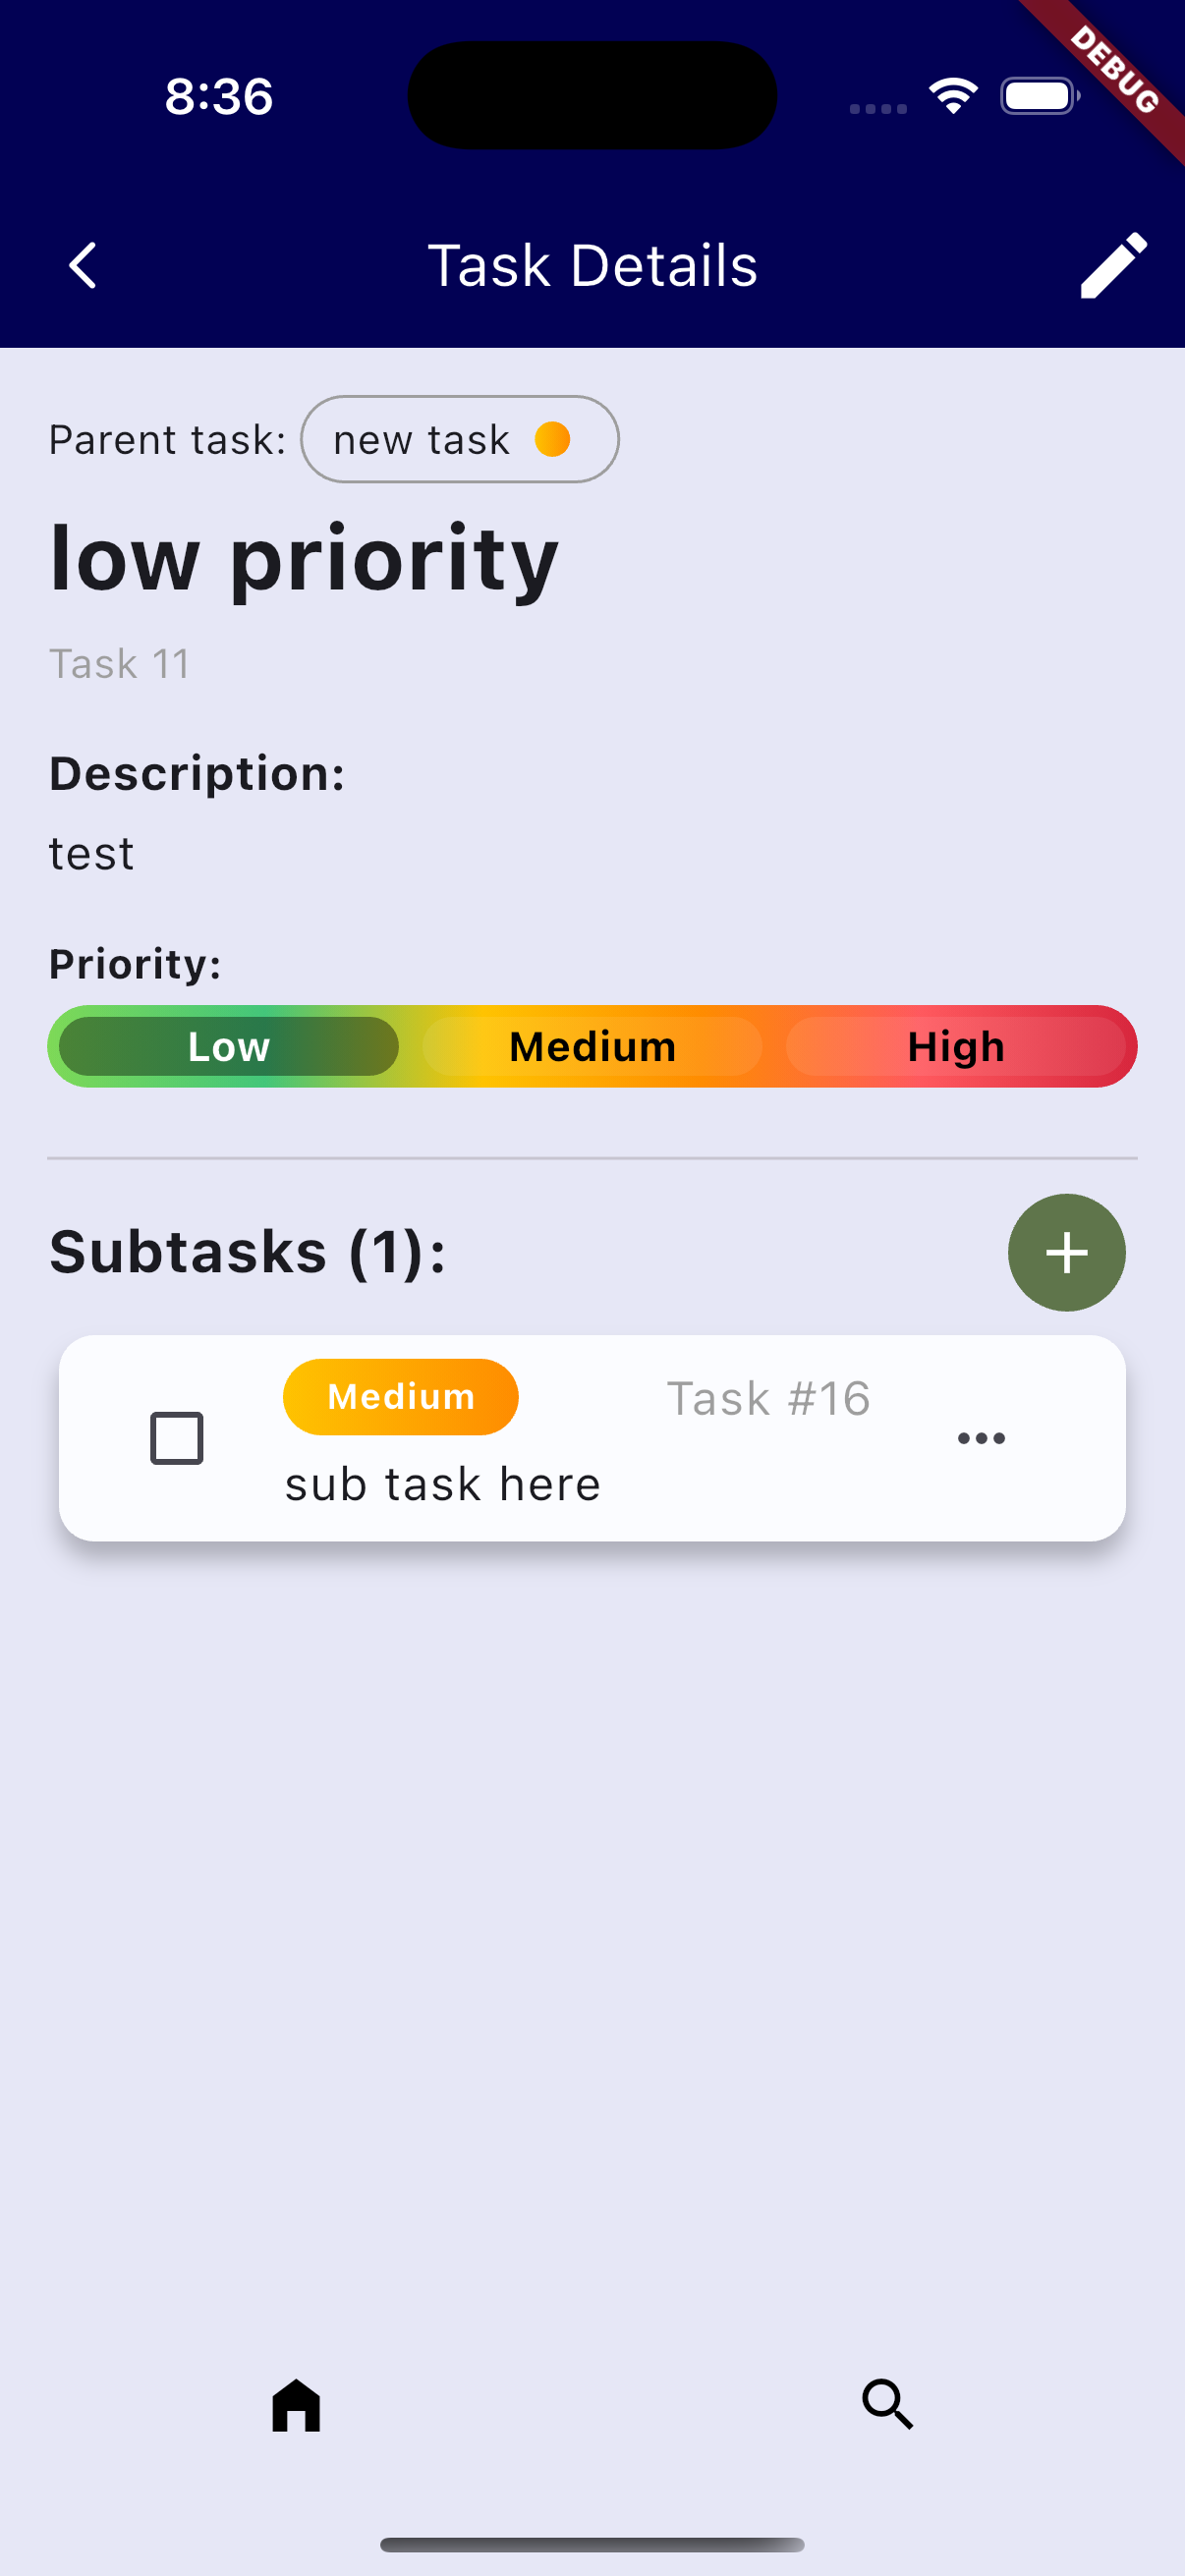 8:36
DEBUG
Task Details
Parent task: new task
low priority
Task 11
Description:
test
Priority:
Low Medium High
Subtasks (1):
Medium Task #16
sub task here